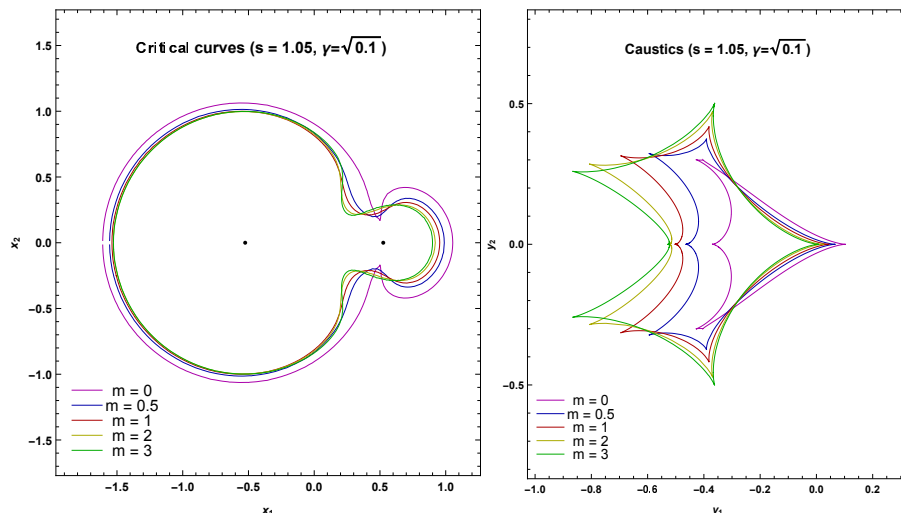 Critical curves (s = 1.05, γ=√0.1)
1.5
1.0
0.5
0.0
−0.5
−1.0
−1.5
x₂
m = 0
m = 0.5
m = 1
m = 2
m = 3
−1.5 −1.0 −0.5 0.0 0.5 1.0
x₁
Caustics (s = 1.05, γ=√0.1)
0.5
0.0
−0.5
y₂
m = 0
m = 0.5
m = 1
m = 2
m = 3
−1.0 −0.8 −0.6 −0.4 −0.2 0.0 0.2
y₁